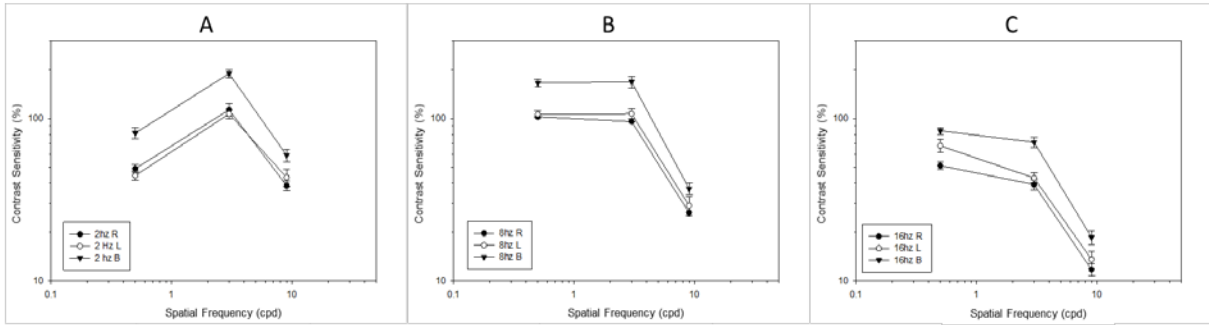 A
Contrast Sensitivity (%)
100
10
2hz R
2 Hz L
2 hz B
0.1
1
10
Spatial Frequency (cpd)
B
Contrast Sensitivity (%)
100
10
8hz R
8hz L
8hz B
0.1
1
10
Spatial Frequency (cpd)
C
Contrast Sensitivity (%)
100
10
16hz R
16hz L
16hz B
0.1
1
10
Spatial Frequency (cpd)